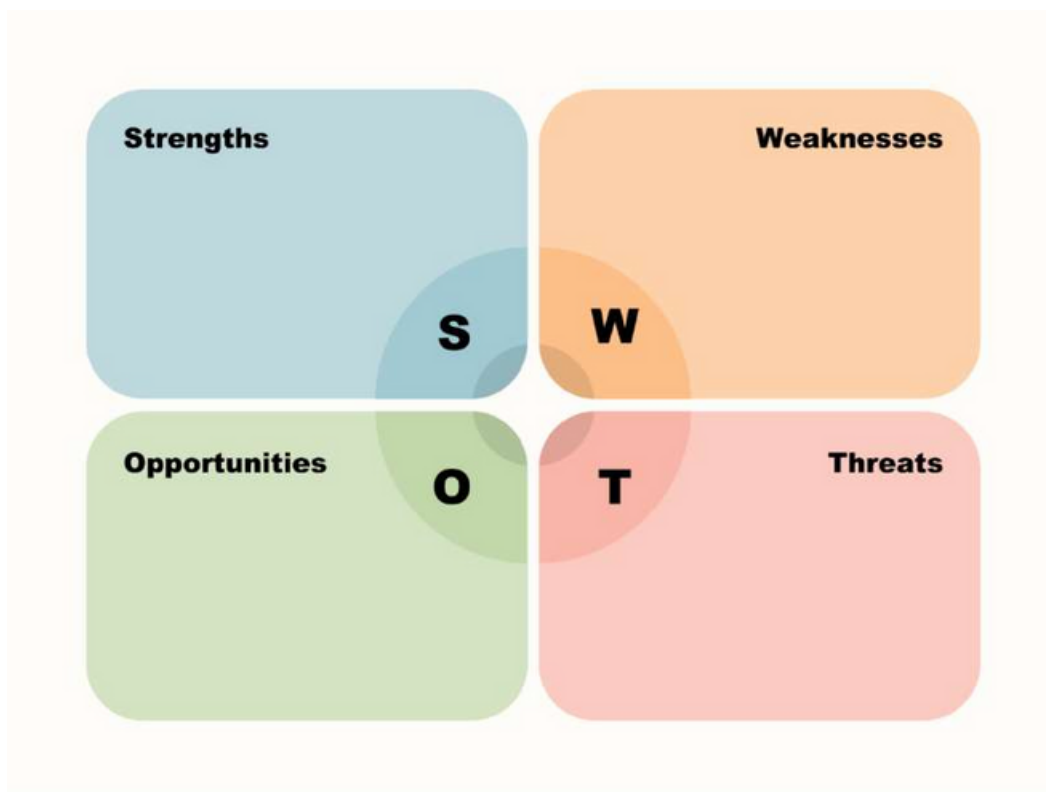 Strengths
Weaknesses
S
W
Opportunities
Threats
O
T